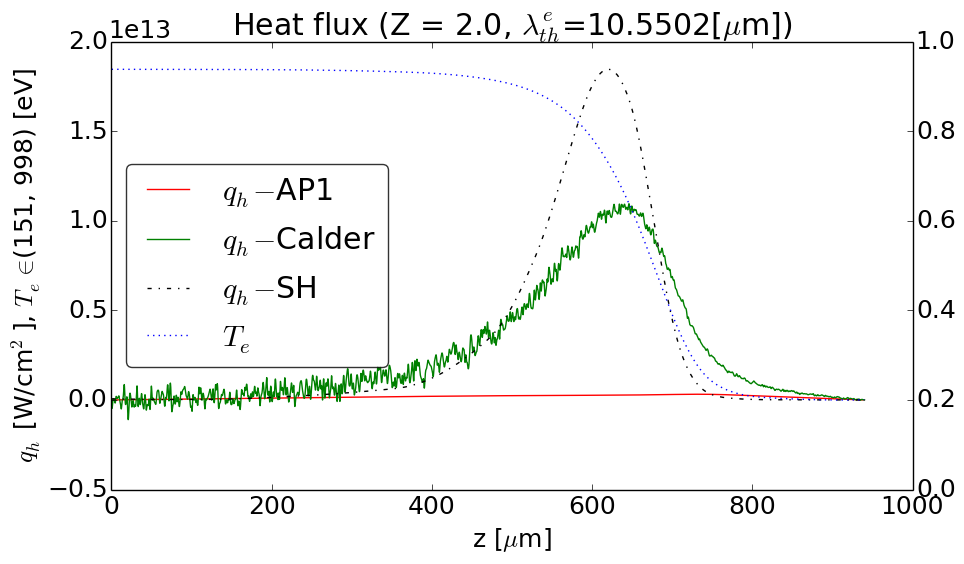 Heat flux (Z = 2.0, λ_th^e=10.5502[μm])
1e13
2.0
1.5
1.0
0.5
0.0
−0.5
q_h [W/cm²], T_e ∈(151, 998) [eV]
q_h −AP1
q_h −Calder
q_h −SH
T_e
1.0
0.8
0.6
0.4
0.2
0.0
0 200 400 600 800 1000
z [μm]